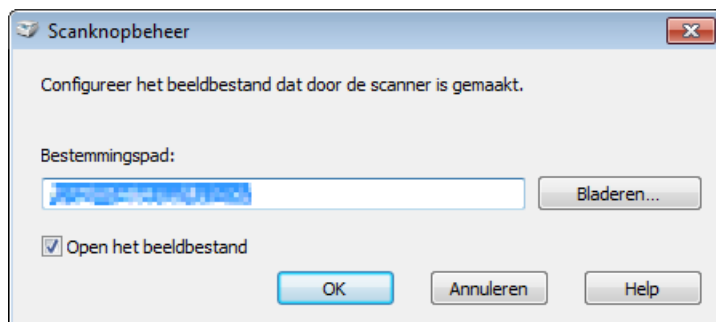 Scanknopbeheer
Configureer het beeldbestand dat door de scanner is gemaakt.
Bestemmingspad:
Bladeren...
Open het beeldbestand
OK
Annuleren
Help